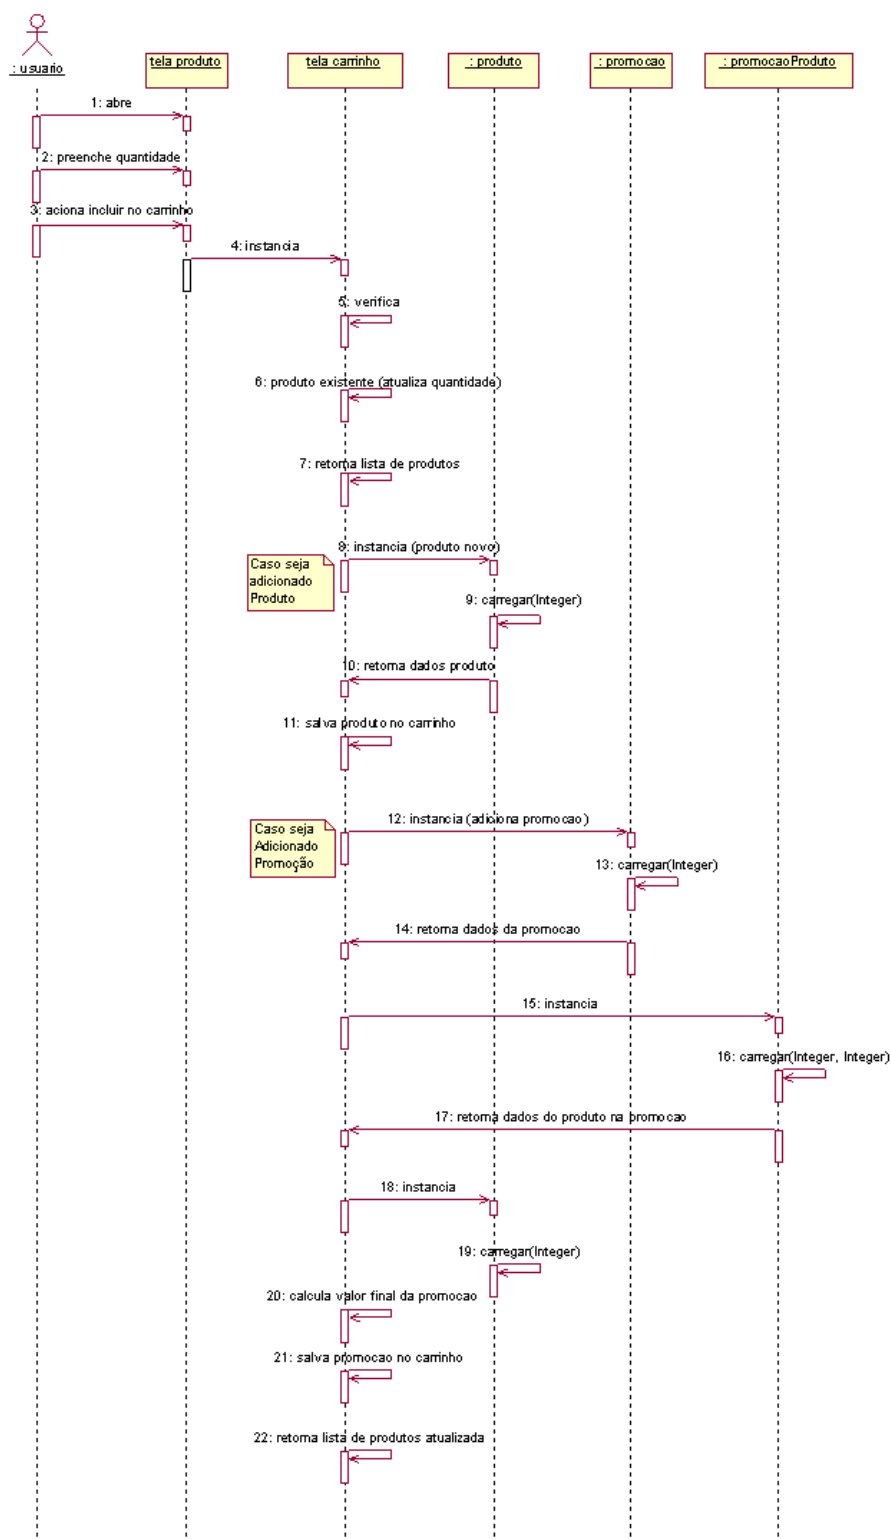 : usuario
tela produto
tela carrinho
: produto
: promocao
: promocaoProduto
1: abre
2: preenche quantidade
3: aciona incluir no carrinho
4: instancia
5: verifica
6: produto existente (atualiza quantidade)
7: retorna lista de produtos
8: instancia (produto novo)
Caso seja
adicionado
Produto
9: carregar(Integer)
10: retorna dados produto
11: salva produto no carrinho
12: instancia (adiciona promocao)
Caso seja
Adicionado
Promoção
13: carregar(Integer)
14: retorna dados da promocao
15: instancia
16: carregar(Integer, Integer)
17: retorna dados do produto na promocao
18: instancia
19: carregar(Integer)
20: calcula valor final da promocao
21: salva promocao no carrinho
22: retorna lista de produtos atualizada